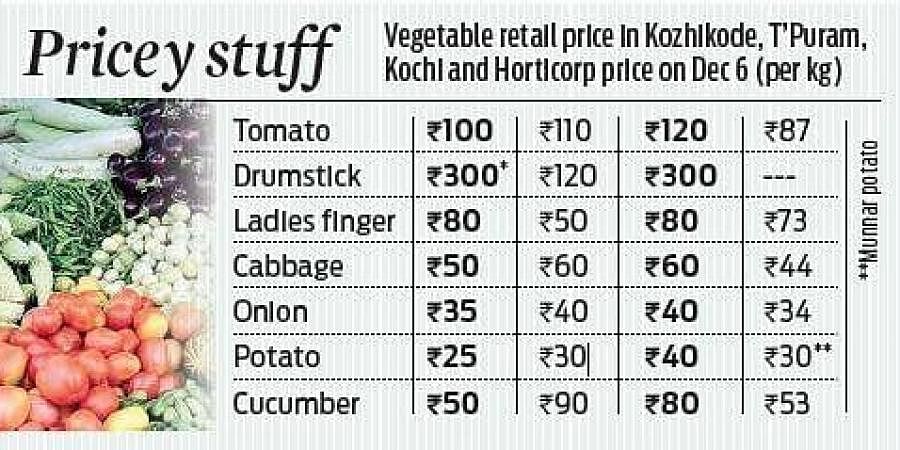 Pricey stuff
Vegetable retail price in Kozhikode, T'Puram,
Kochi and Horticorp price on Dec 6 (per kg)
Tomato ₹100 ₹110 ₹120 ₹87
Drumstick ₹300* ₹120 ₹300 ---
Ladies finger ₹80 ₹50 ₹80 ₹73
Cabbage ₹50 ₹60 ₹60 ₹44
Onion ₹35 ₹40 ₹40 ₹34
Potato ₹25 ₹30 ₹40 ₹30**
Cucumber ₹50 ₹90 ₹80 ₹53
**Munnar potato